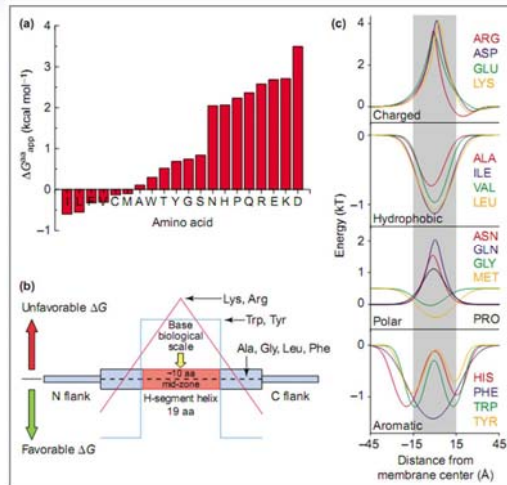 (a)
4
3
2
1
0
−1
ΔG^aa_app (kcal mol⁻¹)
I L F V C M A W T Y G S N H P Q R E K D
Amino acid
(b)
Unfavorable ΔG
Favorable ΔG
Lys, Arg
Trp, Tyr
Base
biological
scale
Ala, Gly, Leu, Phe
~10 aa
mid-zone
N flank
H-segment helix
19 aa
C flank
(c)
Energy (kT)
4
2
0
ARG
ASP
GLU
LYS
Charged
0
−1
ALA
ILE
VAL
LEU
Hydrophobic
2
1
0
ASN
GLN
GLY
MET
PRO
Polar
0
−1
HIS
PHE
TRP
TYR
Aromatic
−45 −15 15 45
Distance from
membrane center (Å)